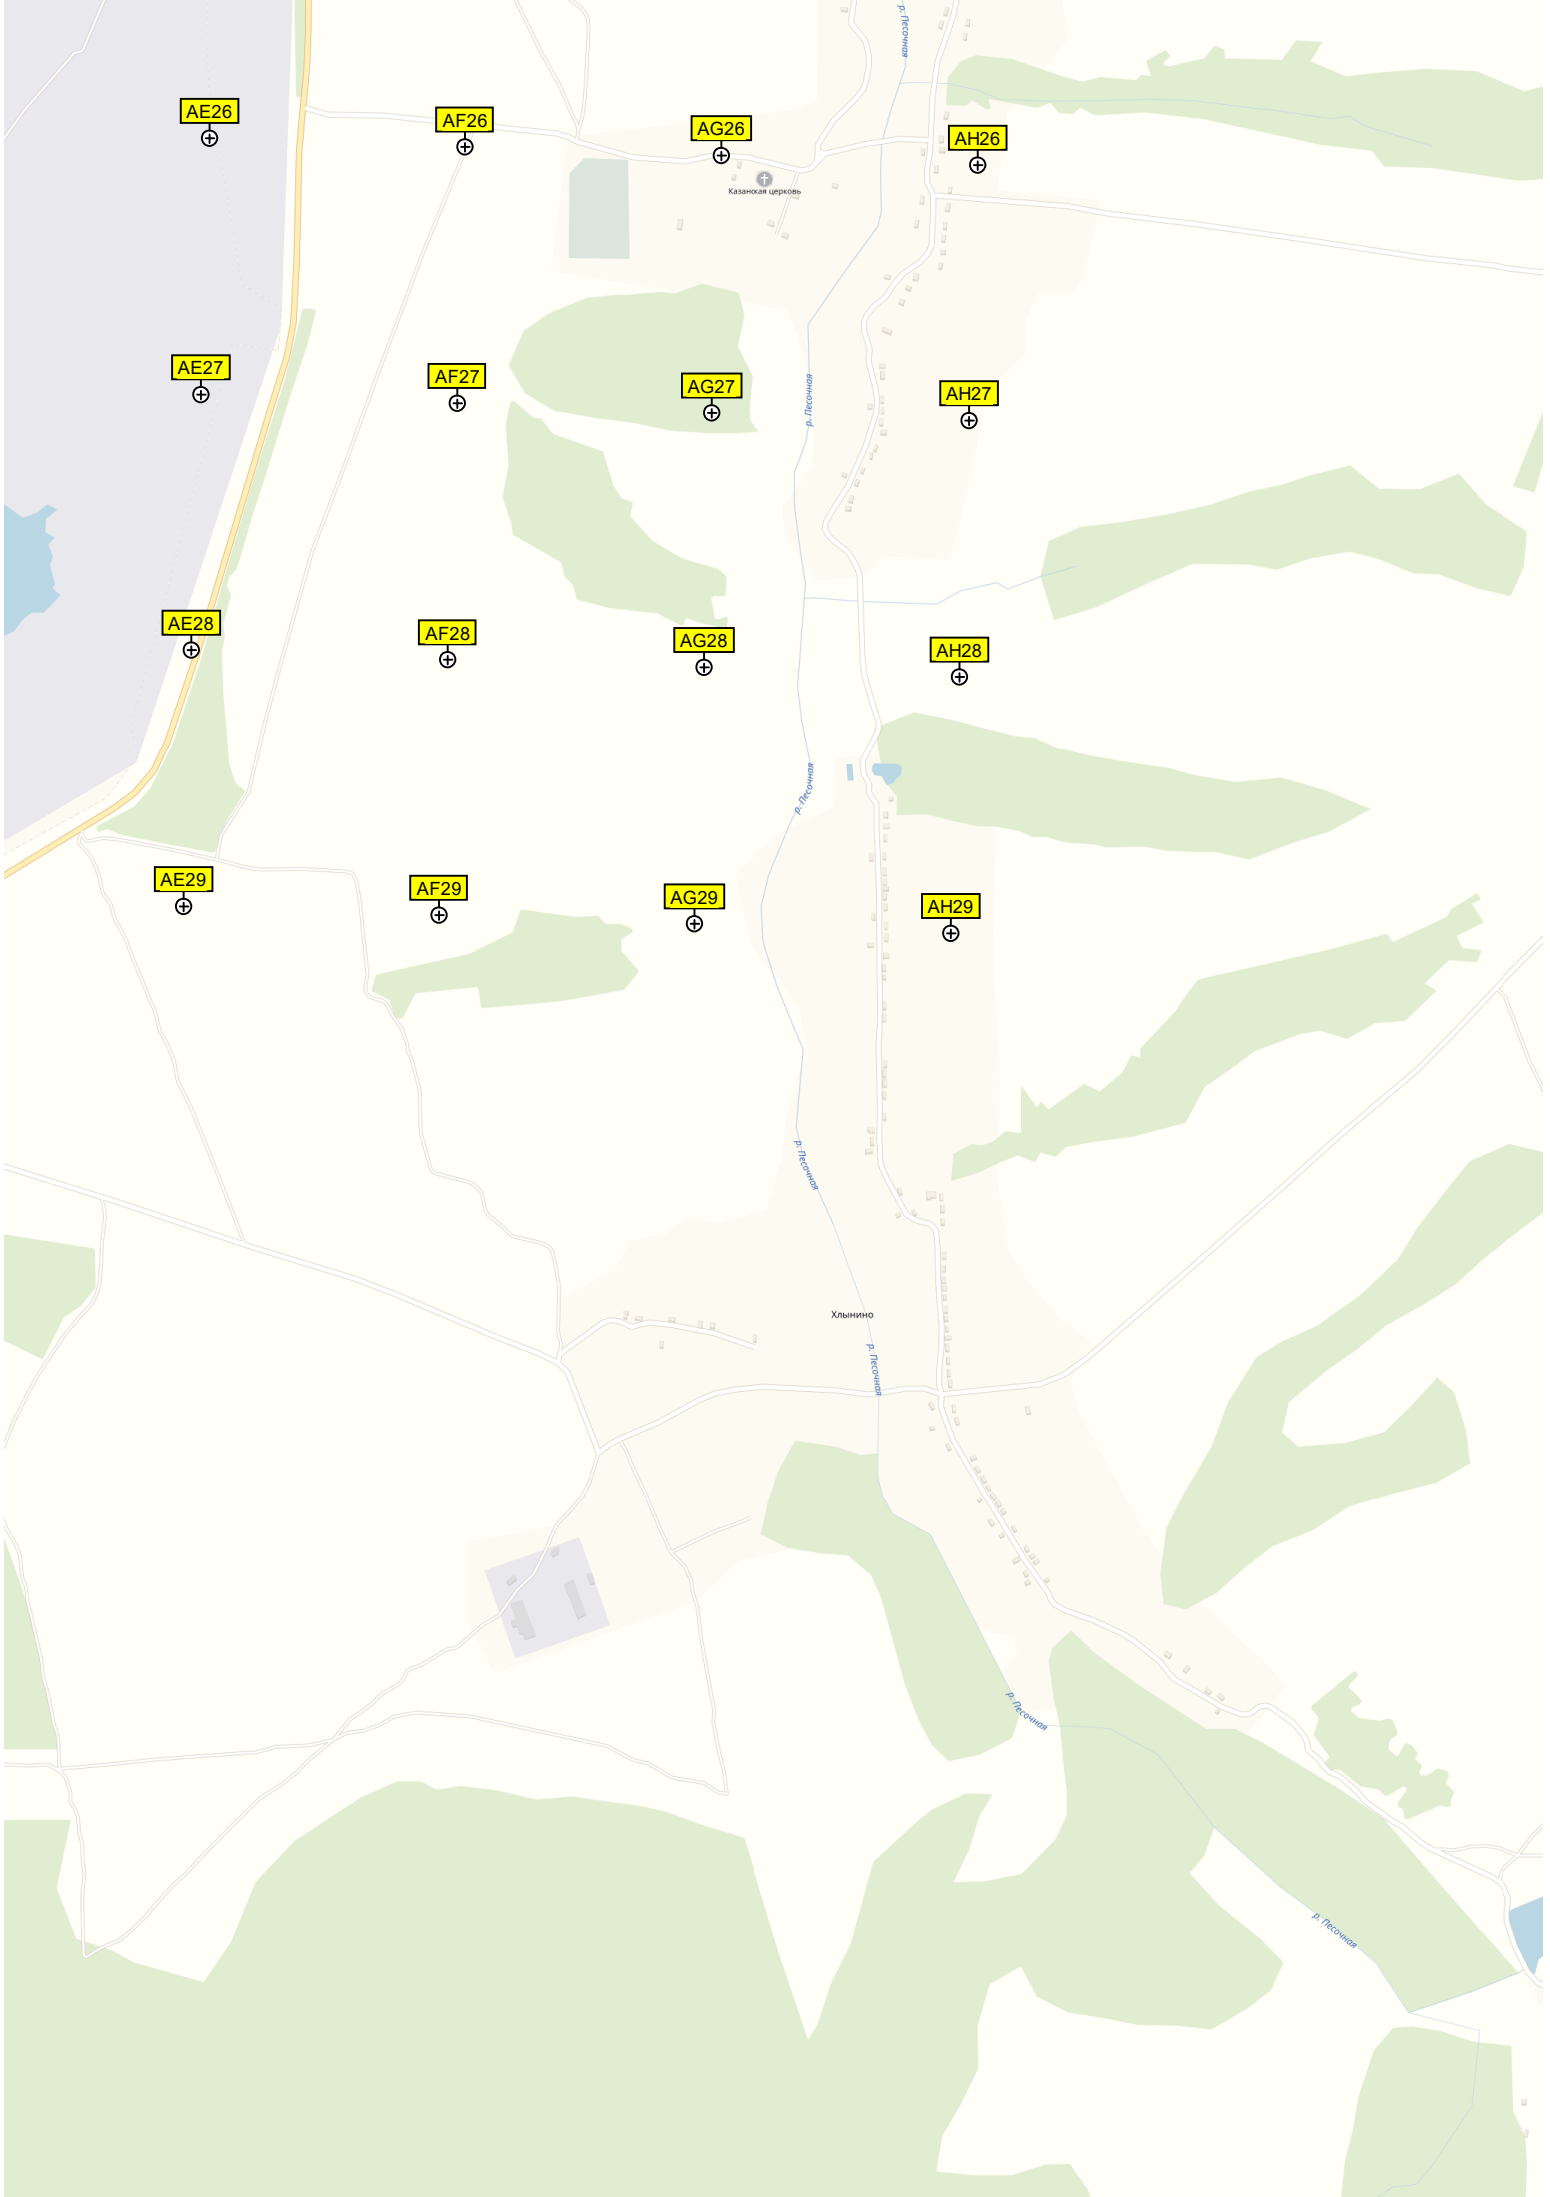 р. Песочная
AE26
AF26
AG26
AH26
Казанская церковь
AE27
AF27
AG27
AH27
р. Песочная
AE28
AF28
AG28
AH28
р. Песочная
AE29
AF29
AG29
AH29
р. Песочная
Хлынино
р. Песочная
р. Песочная
р. Песочная